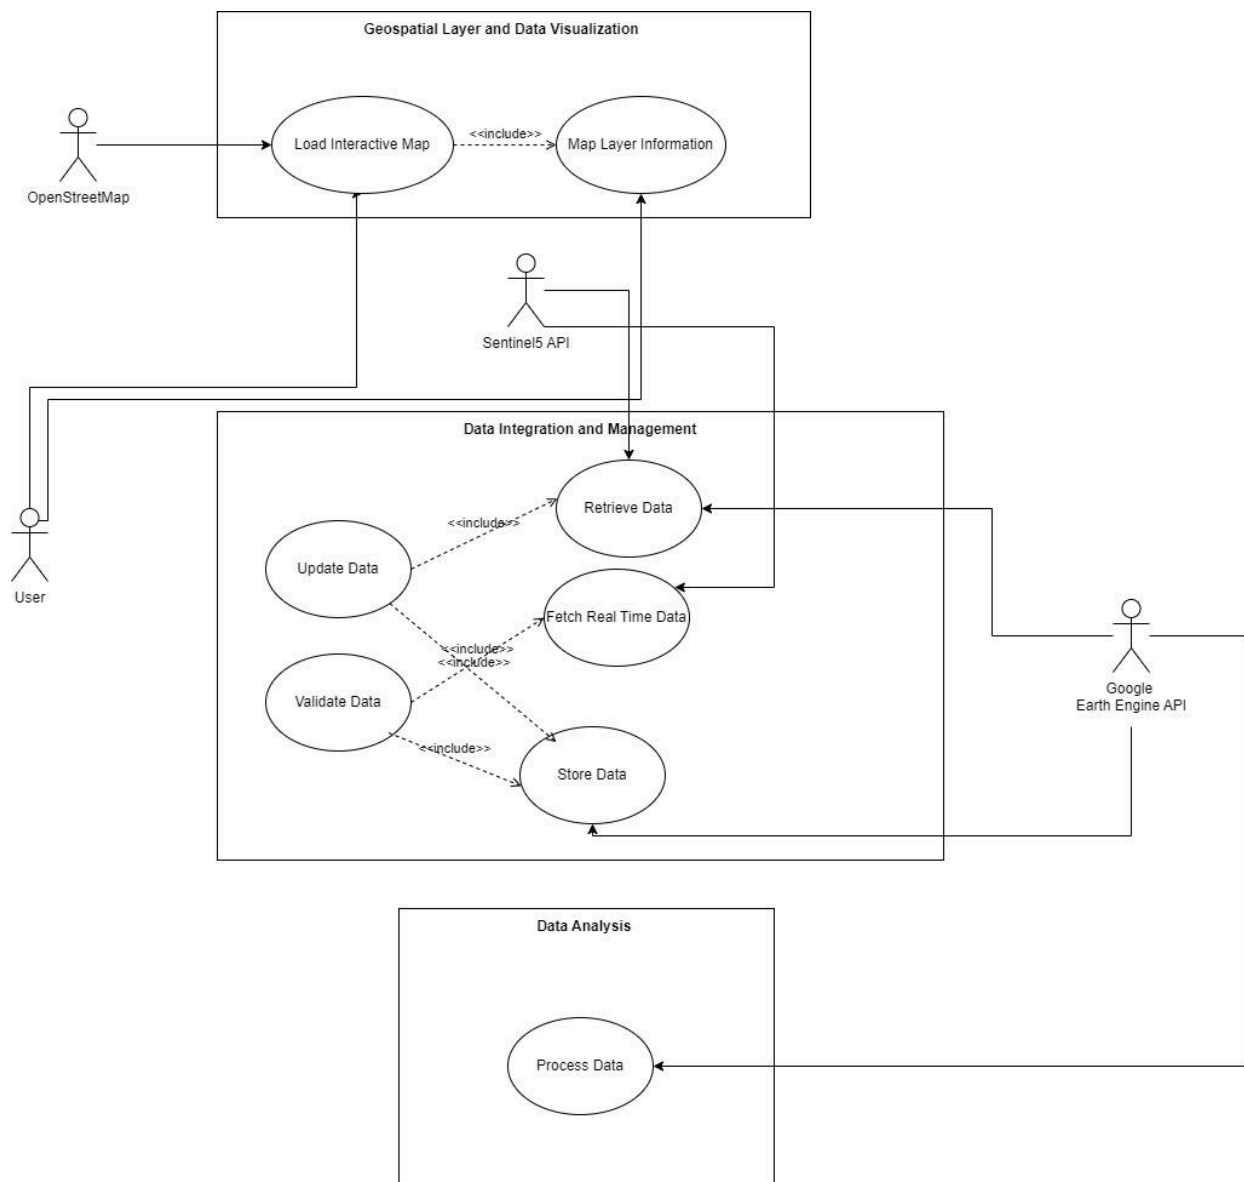 Geospatial Layer and Data Visualization
Load Interactive Map
<<include>>
Map Layer Information
OpenStreetMap
Sentinel5 API
Data Integration and Management
Retrieve Data
<<include>>
Update Data
User
Fetch Real Time Data
<<include>>
<<include>>
Validate Data
Google
Earth Engine API
<<include>>
Store Data
Data Analysis
Process Data